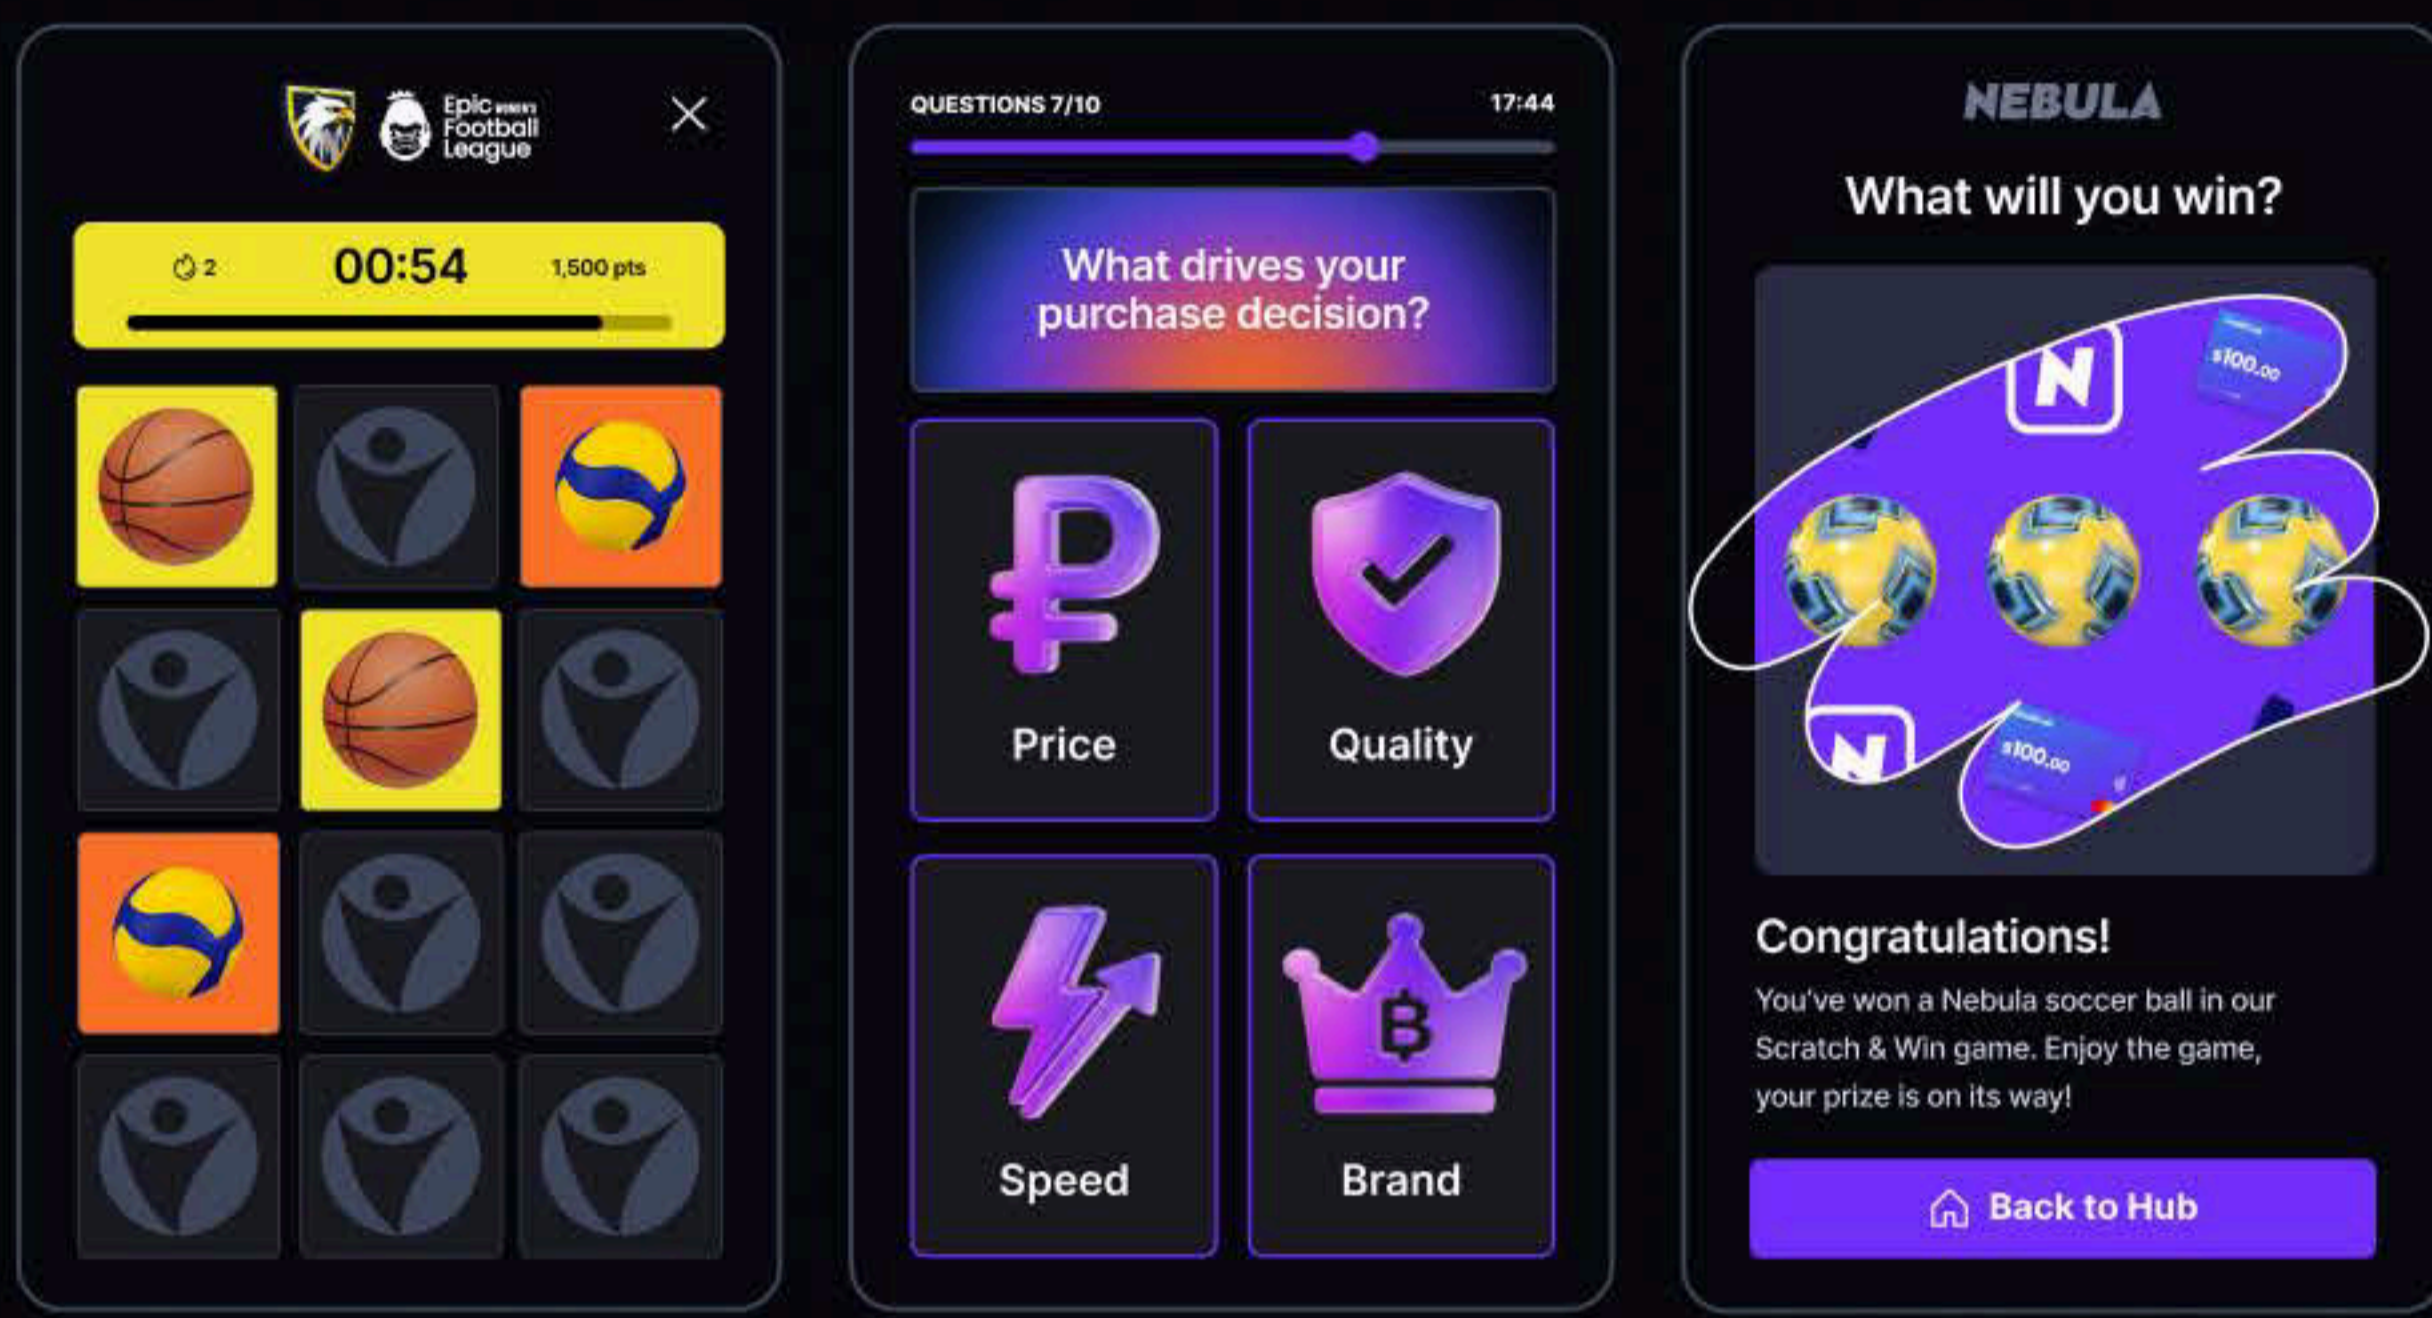 Epic WOMEN'S
Football
League
2
00:54
1,500 pts
QUESTIONS 7/10
17:44
What drives your
purchase decision?
Price
Quality
Speed
Brand
NEBULA
What will you win?
N
$100.00
N
$100.00
Congratulations!
You've won a Nebula soccer ball in our
Scratch & Win game. Enjoy the game,
your prize is on its way!
Back to Hub